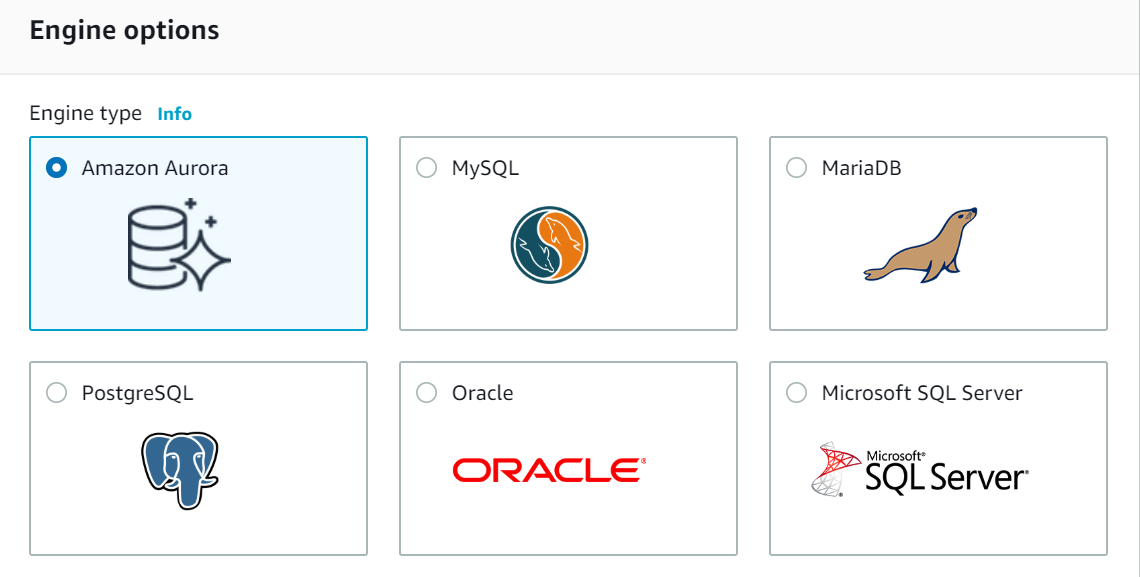 Engine options
Engine type Info
Amazon Aurora
MySQL
MariaDB
PostgreSQL
Oracle
Microsoft SQL Server
ORACLE®
Microsoft®
SQL Server®